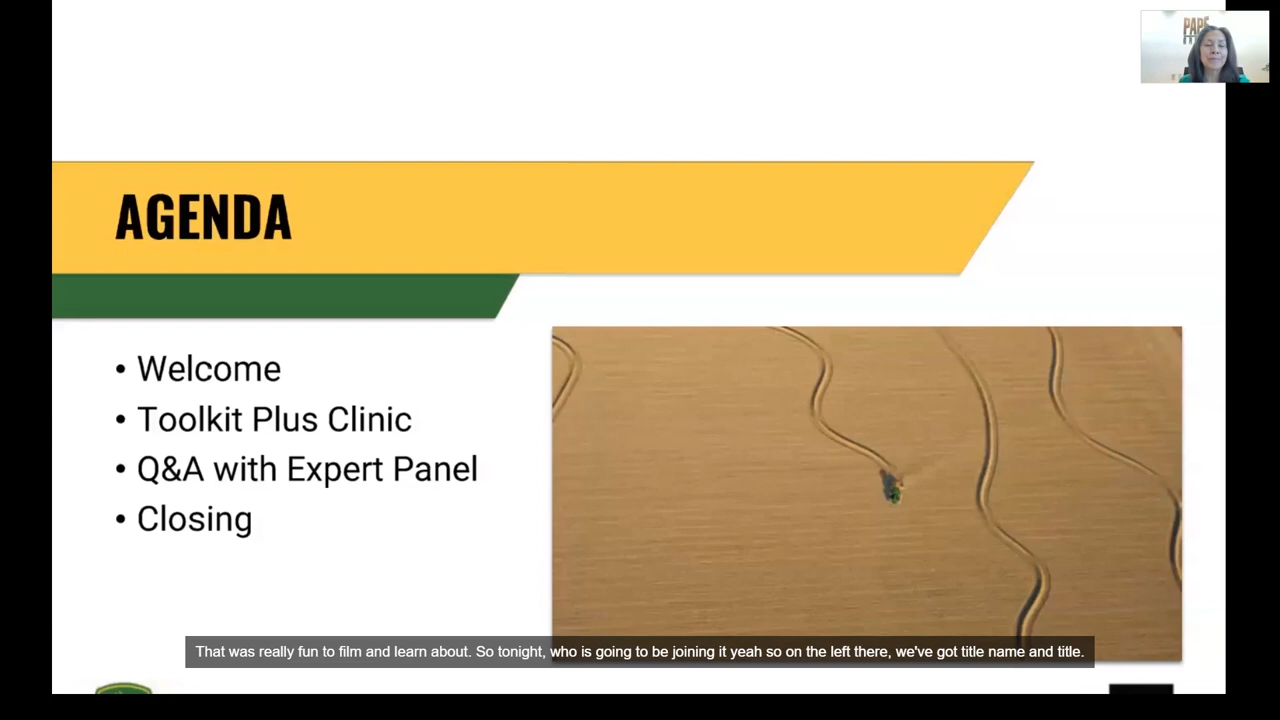 PAPE
AGENDA
• Welcome
• Toolkit Plus Clinic
• Q&A with Expert Panel
• Closing
That was really fun to film and learn about. So tonight, who is going to be joining it yeah so on the left there, we've got title name and title.